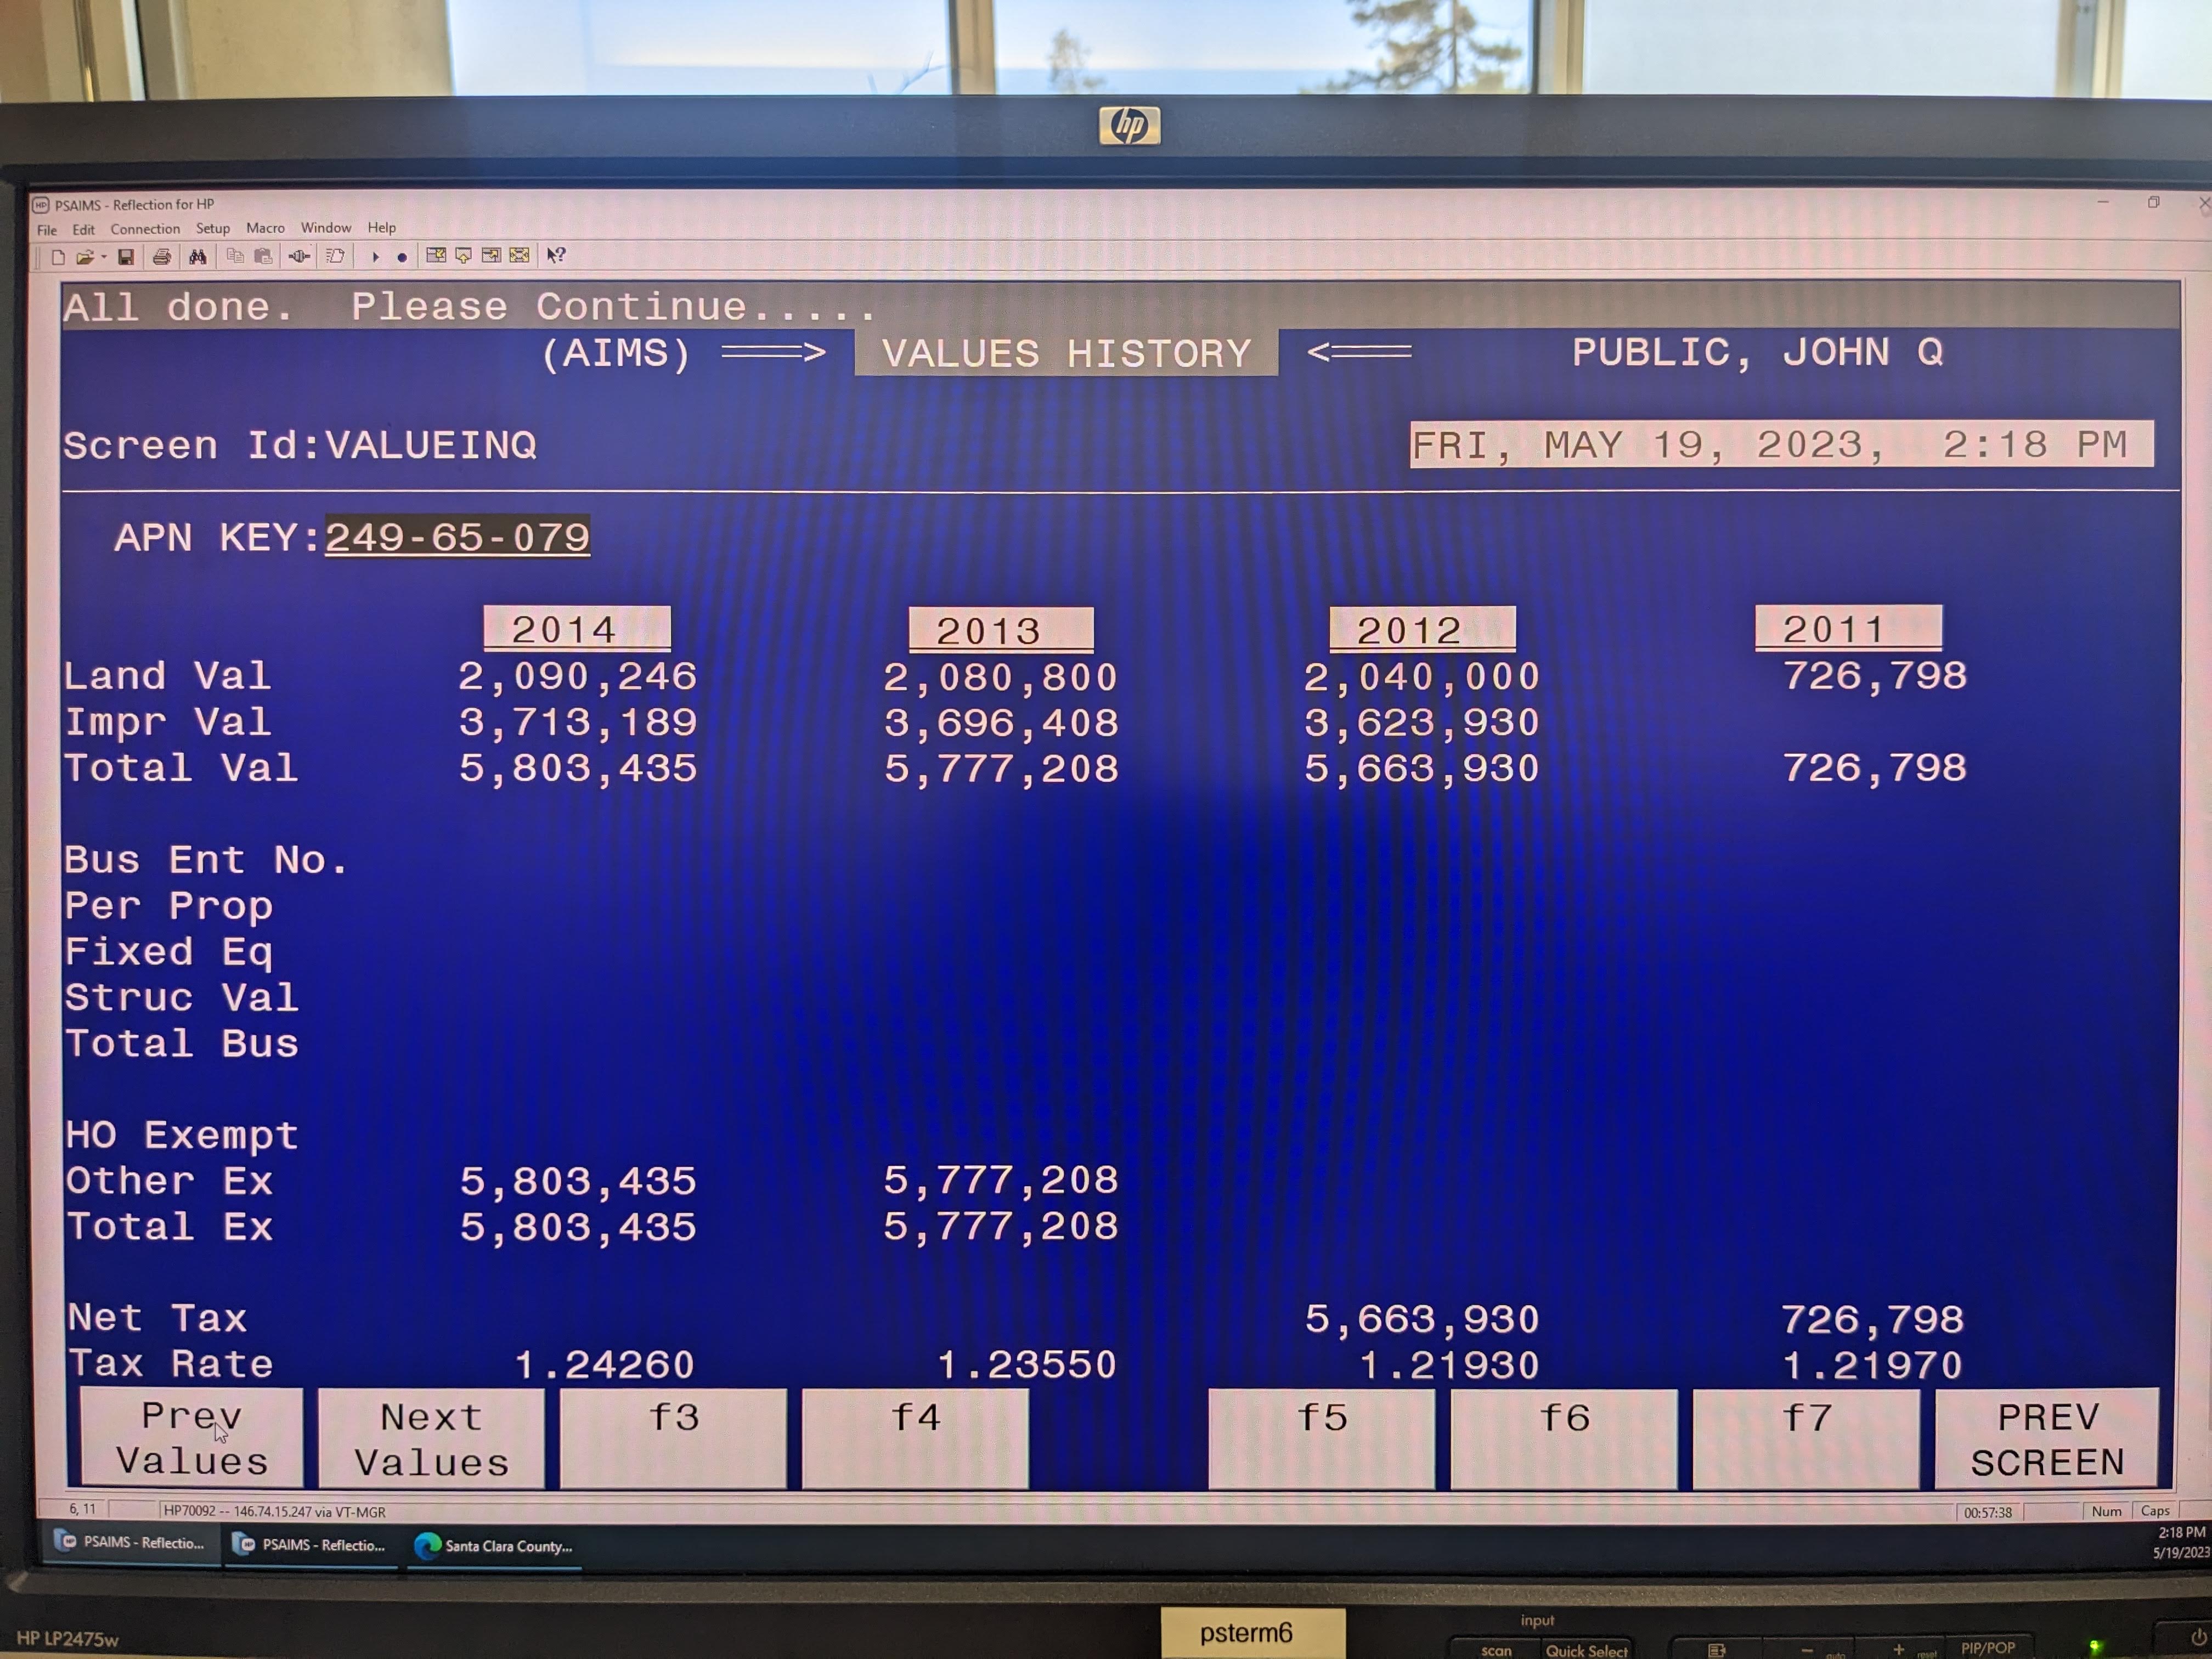 hp
PSAIMS - Reflection for HP
File Edit Connection Setup Macro Window Help
All done. Please Continue.....
(AIMS) ===> VALUES HISTORY <=== PUBLIC, JOHN Q
Screen Id:VALUEINQ FRI, MAY 19, 2023, 2:18 PM
APN KEY:249-65-079
2014 2013 2012 2011
Land Val 2,090,246 2,080,800 2,040,000 726,798
Impr Val 3,713,189 3,696,408 3,623,930
Total Val 5,803,435 5,777,208 5,663,930 726,798
Bus Ent No.
Per Prop
Fixed Eq
Struc Val
Total Bus
HO Exempt
Other Ex 5,803,435 5,777,208
Total Ex 5,803,435 5,777,208
Net Tax 5,663,930 726,798
Tax Rate 1.24260 1.23550 1.21930 1.21970
Prev Next f3 f4 f5 f6 f7 PREV
Values Values SCREEN
6, 11 HP70092 -- 146.74.15.247 via VT-MGR 00:57:38 Num Caps
PSAIMS - Reflectio... PSAIMS - Reflectio... Santa Clara County... 2:18 PM
5/19/2023
HP LP2475w psterm6 input
scan Quick Select - auto + reset PIP/POP